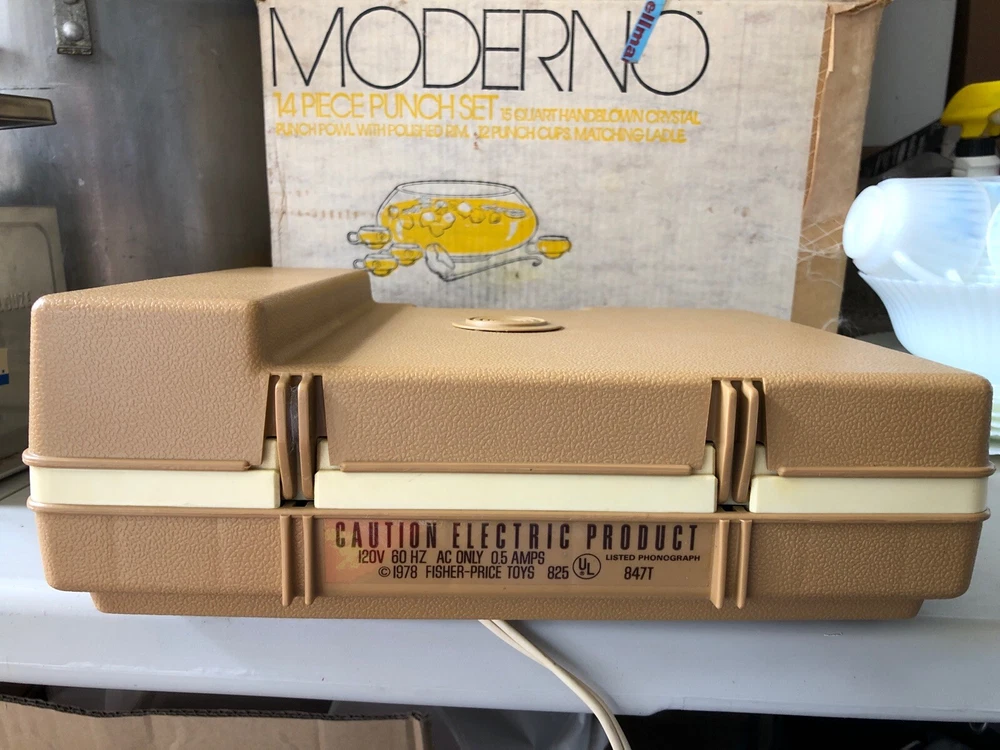 MODERNO
ellma
14 PIECE PUNCH SET 15 QUART HANDBLOWN CRYSTAL
PUNCH BOWL WITH POLISHED RIM, 12 PUNCH CUPS, MATCHING LADLE
CAUTION ELECTRIC PRODUCT
120V 60 HZ AC ONLY 0.5 AMPS
©1978 FISHER-PRICE TOYS 825 UL LISTED PHONOGRAPH 847T